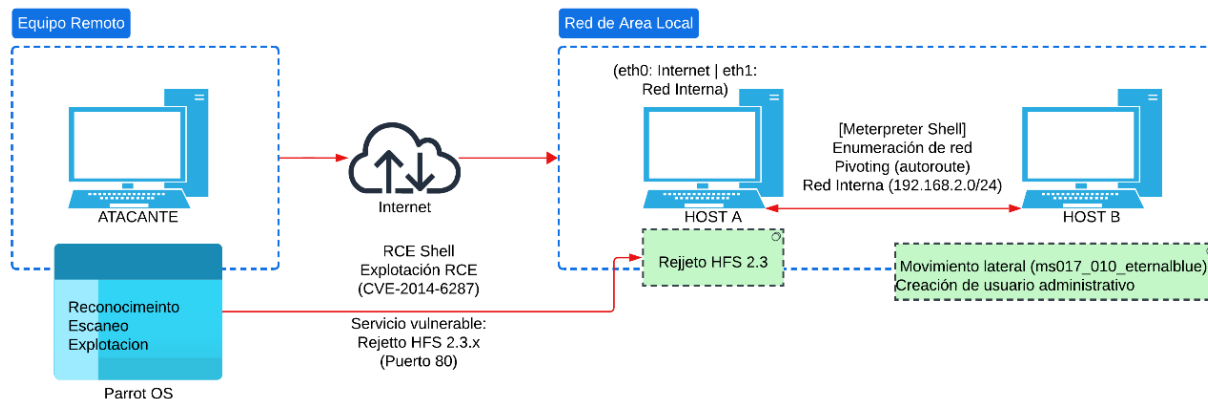 Equipo Remoto
Red de Area Local
(eth0: Internet | eth1:
Red Interna)
[Meterpreter Shell]
Enumeración de red
Pivoting (autoroute)
Red Interna (192.168.2.0/24)
ATACANTE
Internet
HOST A
HOST B
RCE Shell
Explotación RCE
(CVE-2014-6287)
Rejjeto HFS 2.3
Movimiento lateral (ms017_010_eternalblue)
Creación de usuario administrativo
Reconocimeinto
Escaneo
Explotacion
Servicio vulnerable:
Rejetto HFS 2.3.x
(Puerto 80)
Parrot OS